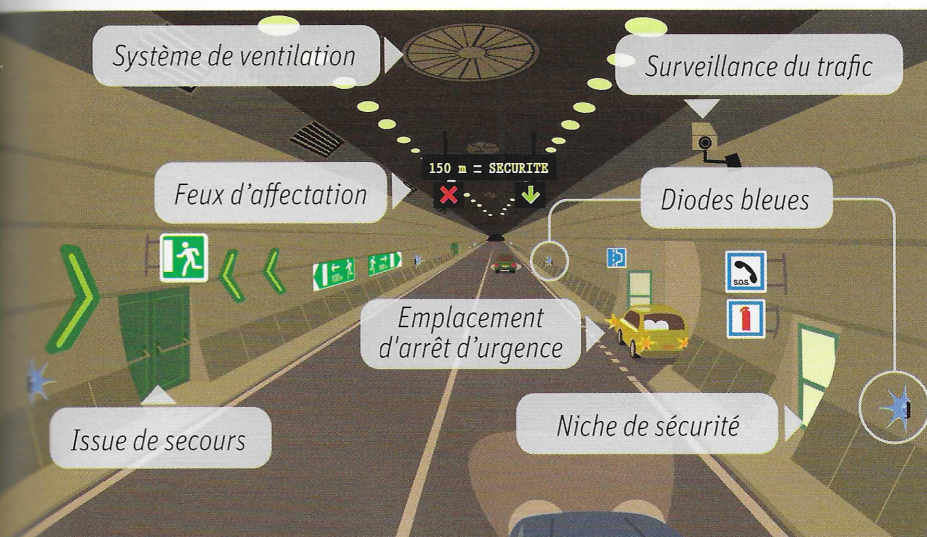 Système de ventilation
Surveillance du trafic
150 m = SECURITE
Feux d'affectation
Diodes bleues
S.O.S.
Emplacement
d'arrêt d'urgence
Niche de sécurité
Issue de secours